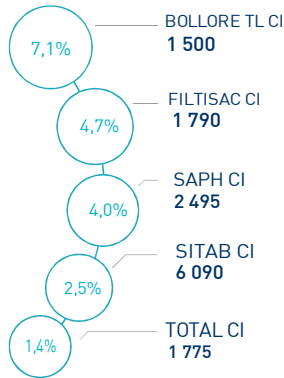 7,1%
BOLLORE TL CI
1 500
4,7%
FILTISAC CI
1 790
4,0%
SAPH CI
2 495
2,5%
SITAB CI
6 090
1,4%
TOTAL CI
1 775